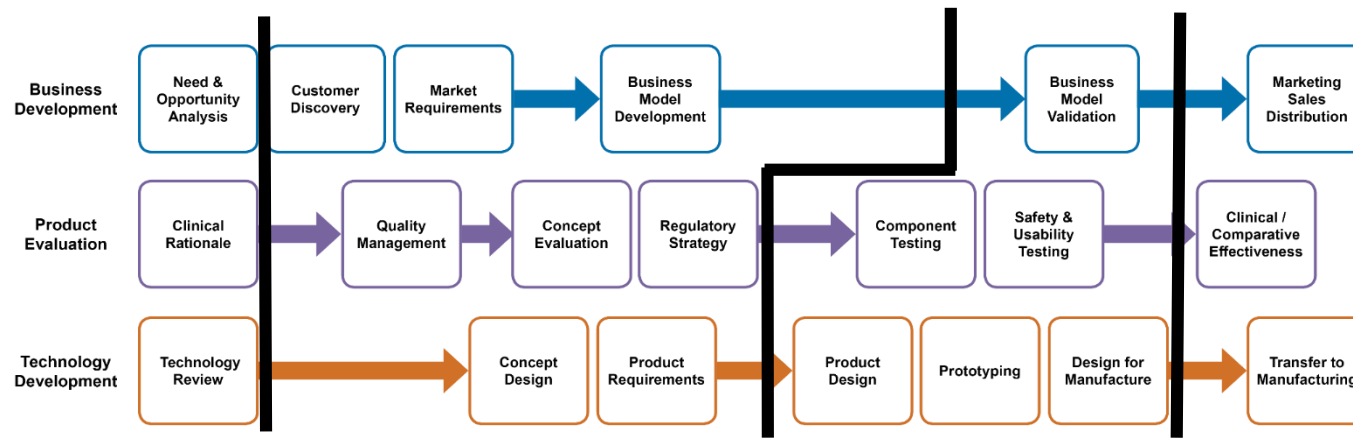 Business
Development
Need &
Opportunity
Analysis
Customer
Discovery
Market
Requirements
Business
Model
Development
Business
Model
Validation
Marketing
Sales
Distribution
Product
Evaluation
Clinical
Rationale
Quality
Management
Concept
Evaluation
Regulatory
Strategy
Component
Testing
Safety &
Usability
Testing
Clinical /
Comparative
Effectiveness
Technology
Development
Technology
Review
Concept
Design
Product
Requirements
Product
Design
Prototyping
Design for
Manufacture
Transfer to
Manufacturing